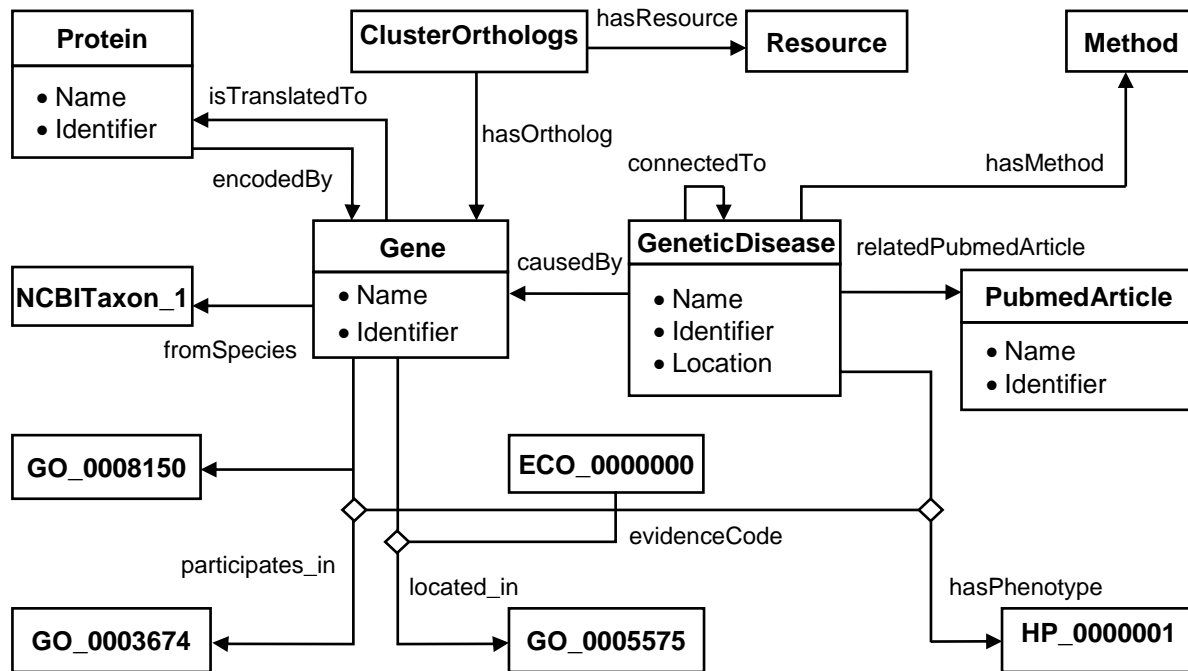 Protein
• Name
• Identifier
ClusterOrthologs
hasResource
Resource
Method
isTranslatedTo
encodedBy
hasOrtholog
connectedTo
hasMethod
Gene
• Name
• Identifier
causedBy
GeneticDisease
• Name
• Identifier
• Location
relatedPubmedArticle
PubmedArticle
• Name
• Identifier
NCBITaxon_1
fromSpecies
GO_0008150
ECO_0000000
evidenceCode
participates_in
located_in
hasPhenotype
GO_0003674
GO_0005575
HP_0000001